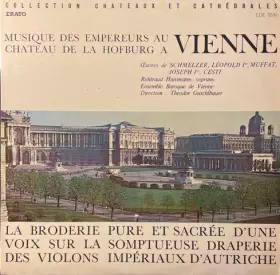 COLLECTION CHATEAUX ET CATHÉDRALES
ERATO
MUSIQUE DES EMPEREURS AU
CHATEAU DE LA HOFBURG A
VIENNE
Œuvres de SCHMELZER, LÉOPOLD Iᵉʳ, MUFFAT,
JOSEPH Iᵉʳ, CESTI
Rohtraud Hansmann, soprano
Ensemble Baroque de Vienne
Direction : Theodor Guschlbauer
LA BRODERIE PURE ET SACRÉE D'UNE
VOIX SUR LA SOMPTUEUSE DRAPERIE
DES VIOLONS IMPÉRIAUX D'AUTRICHE